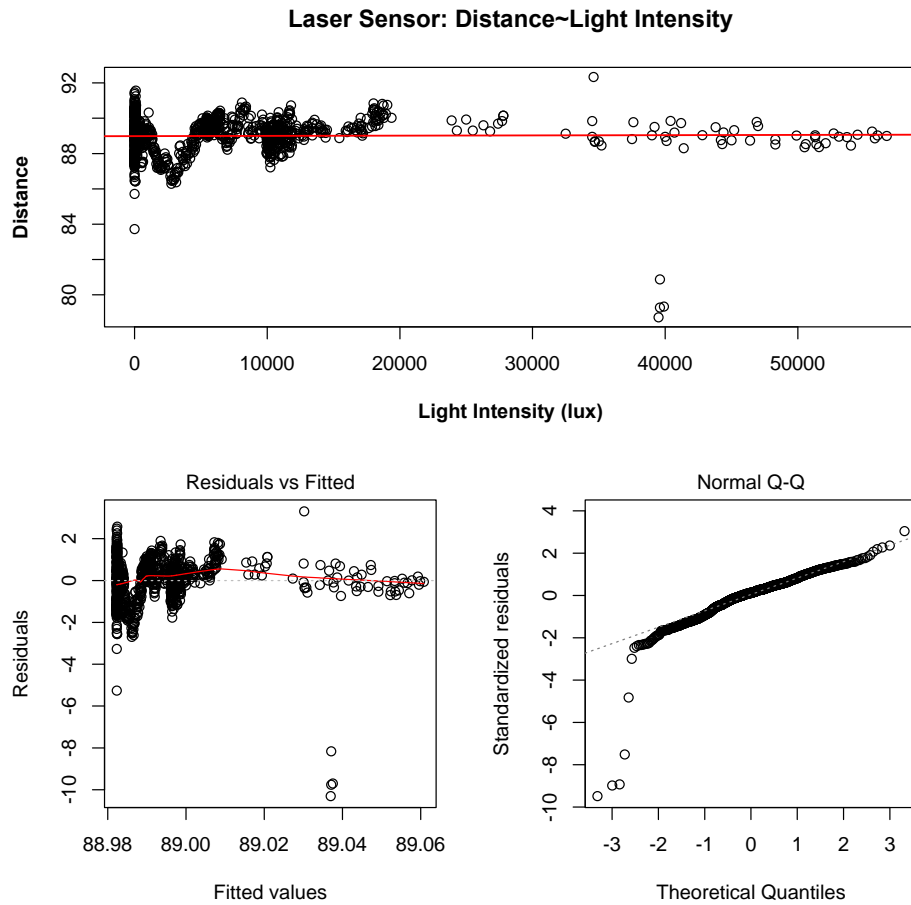 Laser Sensor: Distance~Light Intensity
92
88
84
80
Distance
0 10000 20000 30000 40000 50000
Light Intensity (lux)
Residuals vs Fitted
2
0
-2
-4
-6
-8
-10
Residuals
88.98 89.00 89.02 89.04 89.06
Fitted values
Normal Q-Q
4
2
0
-2
-4
-6
-8
-10
Standardized residuals
-3 -2 -1 0 1 2 3
Theoretical Quantiles